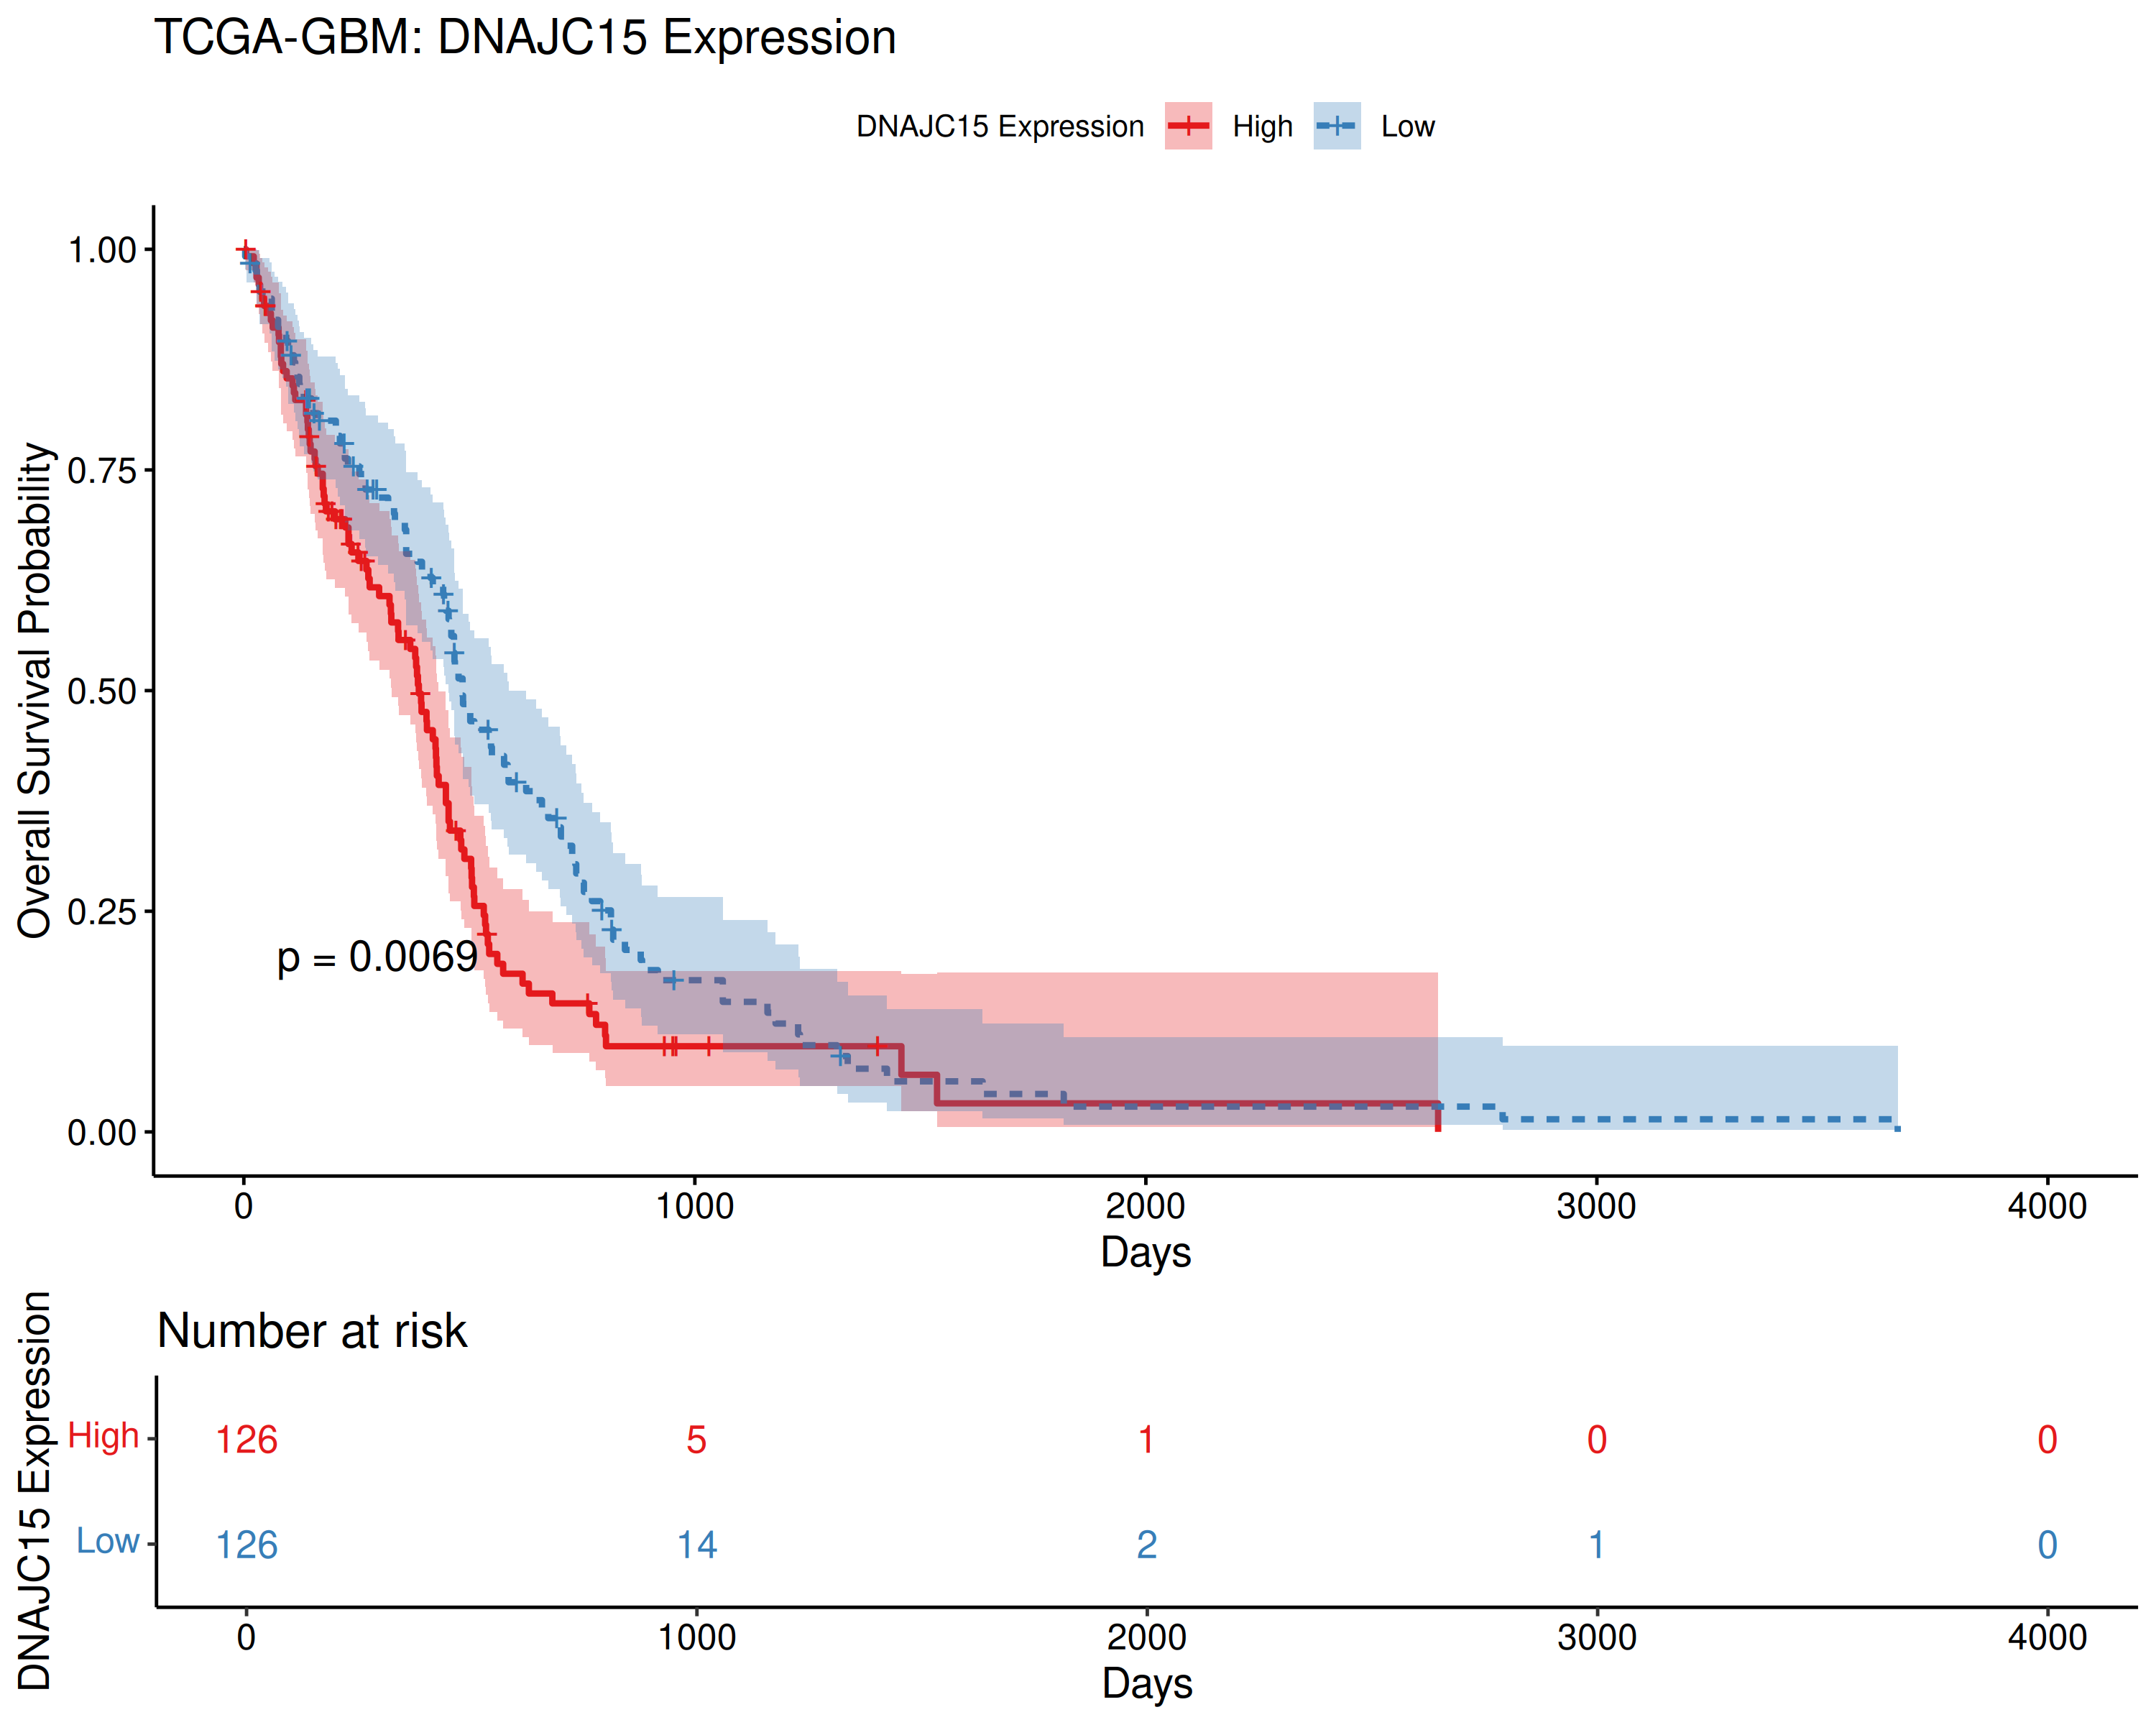 TCGA-GBM: DNAJC15 Expression
DNAJC15 Expression High Low
Overall Survival Probability
1.00
0.75
0.50
0.25
0.00
p = 0.0069
0 1000 2000 3000 4000
Days
Number at risk
DNAJC15 Expression
High 126 5 1 0 0
Low 126 14 2 1 0
0 1000 2000 3000 4000
Days